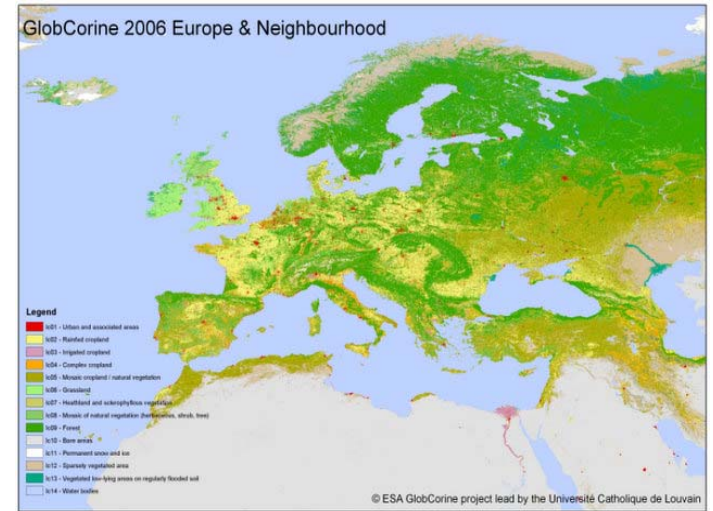 GlobCorine 2006 Europe & Neighbourhood
Legend
lc01 - Urban and associated areas
lc02 - Rainfed cropland
lc03 - Irrigated cropland
lc04 - Complex cropland
lc05 - Mosaic cropland / natural vegetation
lc06 - Grassland
lc07 - Heathland and sclerophyllous vegetation
lc08 - Mosaic of natural vegetation (herbaceous, shrub, tree)
lc09 - Forest
lc10 - Bare areas
lc11 - Permanent snow and ice
lc12 - Sparsely vegetated area
lc13 - Vegetated low-lying areas on regularly flooded soil
lc14 - Water bodies
© ESA GlobCorine project lead by the Université Catholique de Louvain